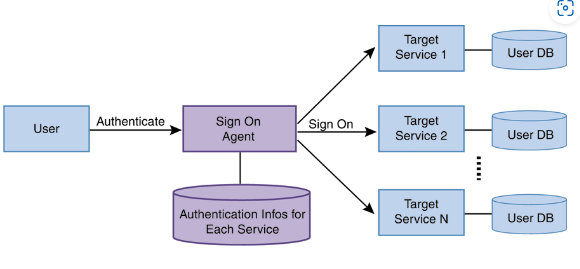 Target
Service 1
User DB
User
Authenticate
Sign On
Agent
Sign On
Target
Service 2
User DB
Authentication Infos for
Each Service
Target
Service N
User DB